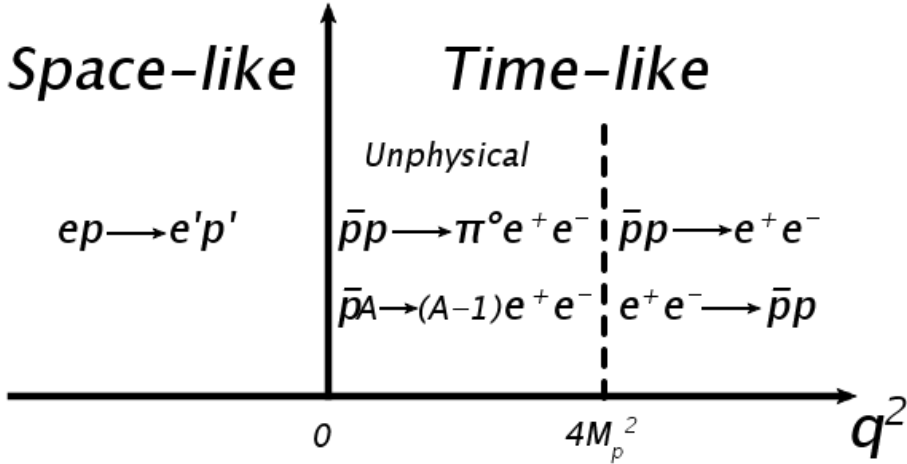 Space-like Time-like
Unphysical
ep⟶e'p' p̄p⟶π°e⁺e⁻ p̄p⟶e⁺e⁻
p̄A→(A-1)e⁺e⁻ e⁺e⁻⟶p̄p
0 4Mₚ² q²